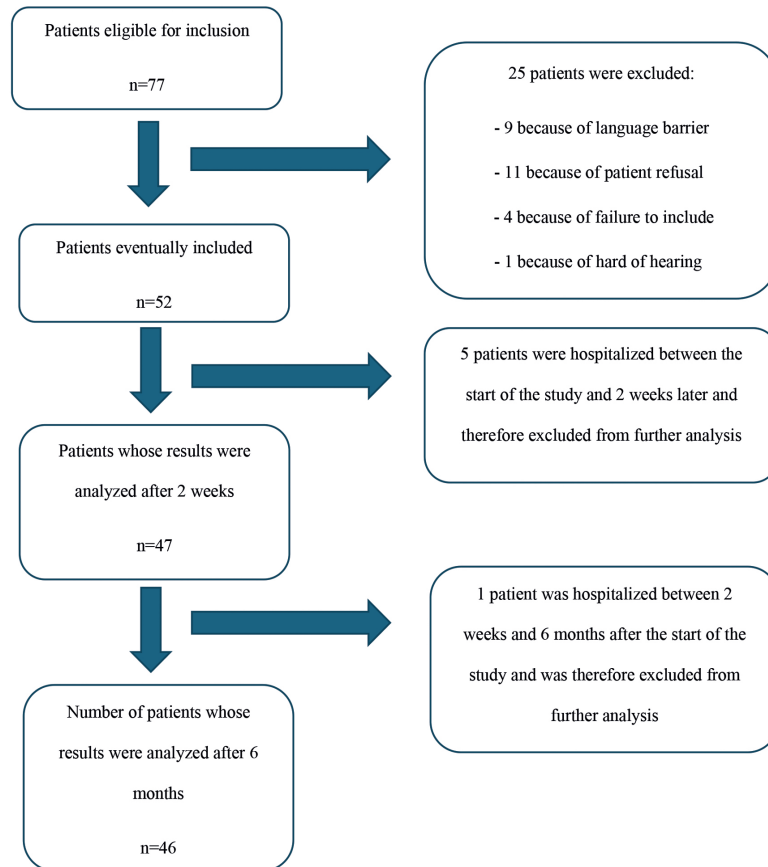 Patients eligible for inclusion
n=77
25 patients were excluded:
- 9 because of language barrier
- 11 because of patient refusal
- 4 because of failure to include
- 1 because of hard of hearing
Patients eventually included
n=52
5 patients were hospitalized between the
start of the study and 2 weeks later and
therefore excluded from further analysis
Patients whose results were
analyzed after 2 weeks
n=47
1 patient was hospitalized between 2
weeks and 6 months after the start of the
study and was therefore excluded from
further analysis
Number of patients whose
results were analyzed after 6
months
n=46